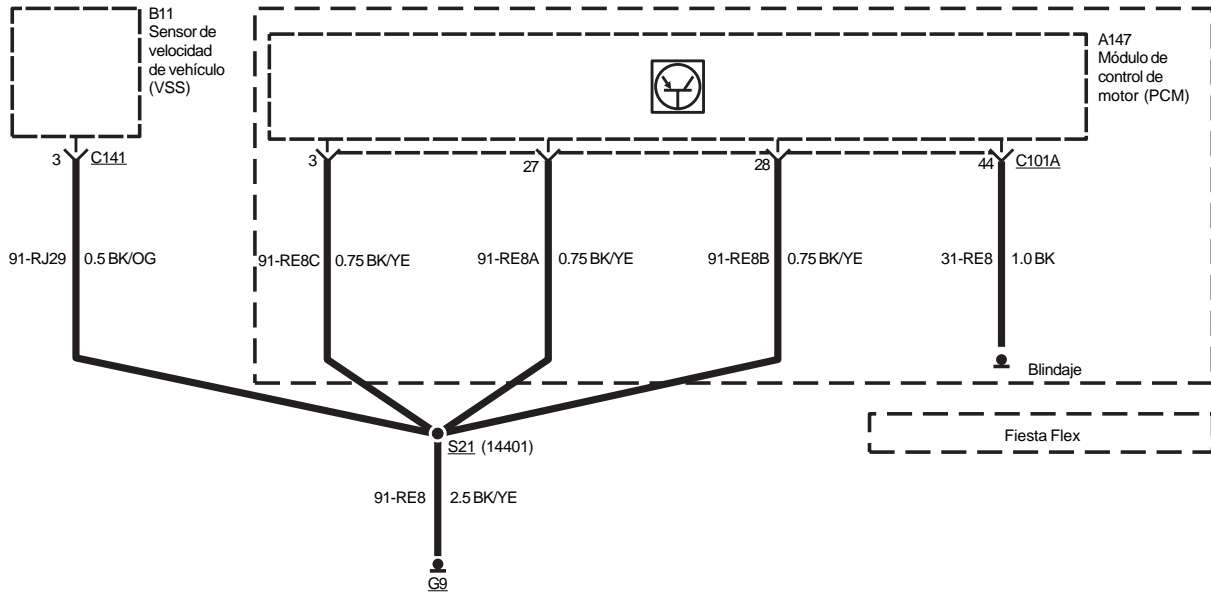 B11
Sensor de
velocidad
de vehículo
(VSS)
A147
Módulo de
control de
motor (PCM)
3 C141
3
27
28
44 C101A
91-RJ29 0.5 BK/OG
91-RE8C 0.75 BK/YE
91-RE8A 0.75 BK/YE
91-RE8B 0.75 BK/YE
31-RE8 1.0 BK
Blindaje
Fiesta Flex
S21 (14401)
91-RE8 2.5 BK/YE
G9